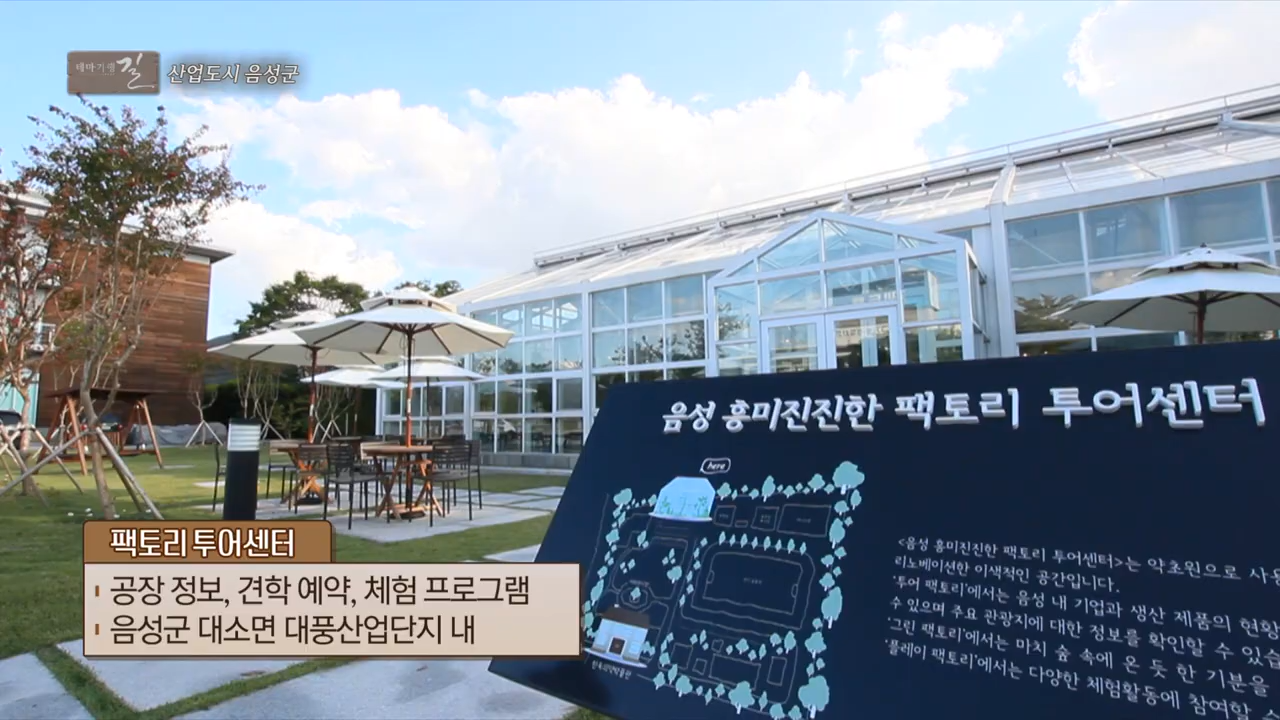 테마기행 길
산업도시 음성군
음성 흥미진진한 팩토리 투어센터
here
<음성 흥미진진한 팩토리 투어센터>는 약초원으로 사용
리노베이션한 이색적인 공간입니다.
'투어 팩토리'에서는 음성 내 기업과 생산 제품의 현황
수 있으며 주요 관광지에 대한 정보를 확인할 수 있습
'그린 팩토리'에서는 마치 숲 속에 온 듯 한 기분을
'플레이 팩토리'에서는 다양한 체험활동에 참여할 수
한독의약박물관
팩토리 투어센터
공장 정보, 견학 예약, 체험 프로그램
음성군 대소면 대풍산업단지 내